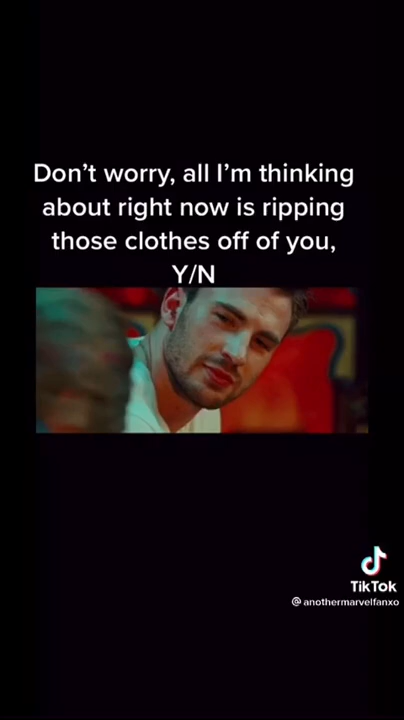 Don’t worry, all I’m thinking
about right now is ripping
those clothes off of you,
Y/N
TikTok
@anothermarvelfanxo